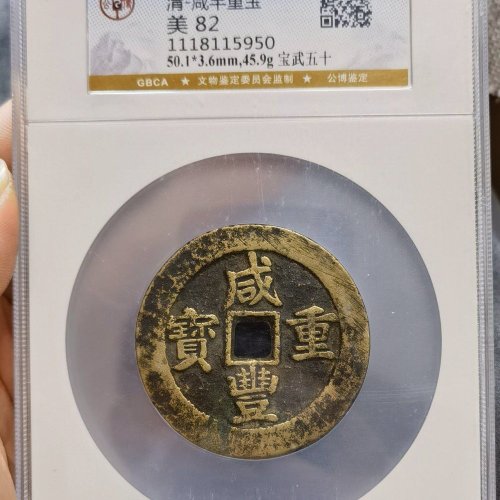 清·咸丰重宝
美 82
1118115950
50.1*3.6mm,45.9g 宝武五十
GBCA ★ 文物鉴定委员会监制 ★ 公博鉴定
咸
寶 重
豐